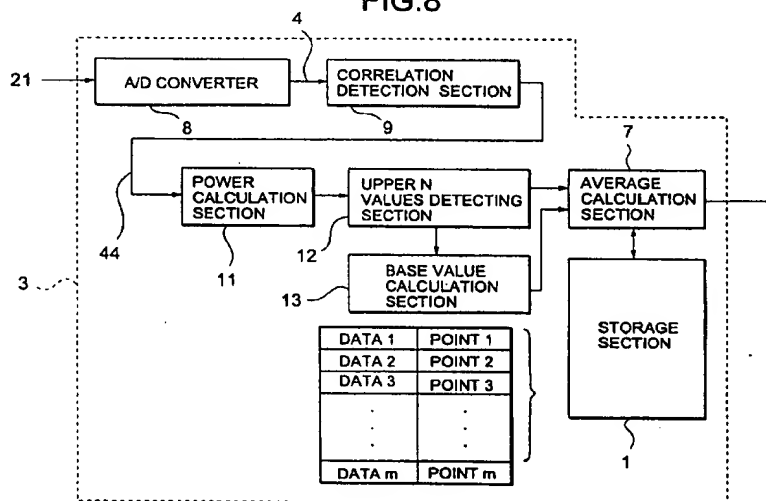 FIG.8
4
21
A/D CONVERTER
CORRELATION
DETECTION SECTION
8
9
7
POWER
CALCULATION
SECTION
UPPER N
VALUES DETECTING
SECTION
AVERAGE
CALCULATION
SECTION
44
11
12
3
13
BASE VALUE
CALCULATION
SECTION
STORAGE
SECTION
DATA 1 POINT 1
DATA 2 POINT 2
DATA 3 POINT 3
. .
. .
. .
DATA m POINT m
1